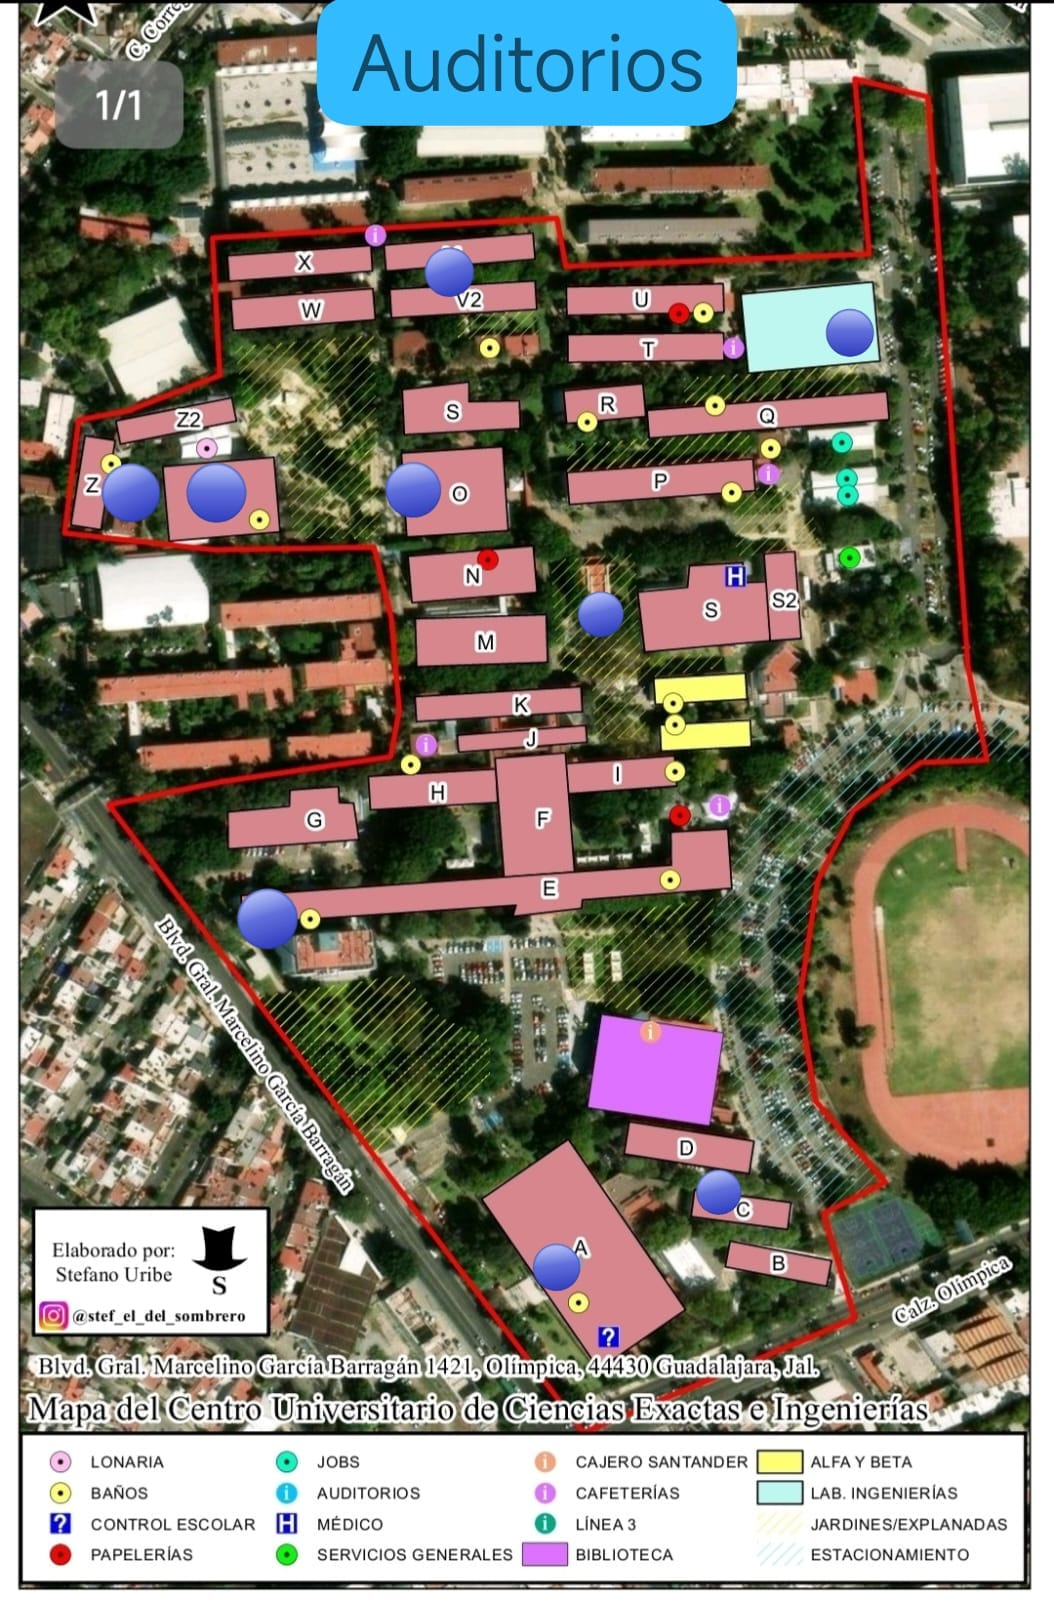 Auditorios
1/1
C. Correg
X
W
V2
U
T
Z2
S
R
Q
Z
O
P
N
M
S
S2
K
J
I
H
G
F
E
Blvd. Gral. Marcelino García Barragán
D
C
A
B
Calz. Olímpica
Elaborado por:
Stefano Uribe
S
@stef_el_del_sombrero
Blvd. Gral. Marcelino García Barragán 1421, Olímpica, 44430 Guadalajara, Jal.
Mapa del Centro Universitario de Ciencias Exactas e Ingenierías
LONARIA
JOBS
CAJERO SANTANDER
ALFA Y BETA
BAÑOS
AUDITORIOS
CAFETERÍAS
LAB. INGENIERÍAS
? CONTROL ESCOLAR
H MÉDICO
LÍNEA 3
JARDINES/EXPLANADAS
PAPELERÍAS
SERVICIOS GENERALES
BIBLIOTECA
ESTACIONAMIENTO